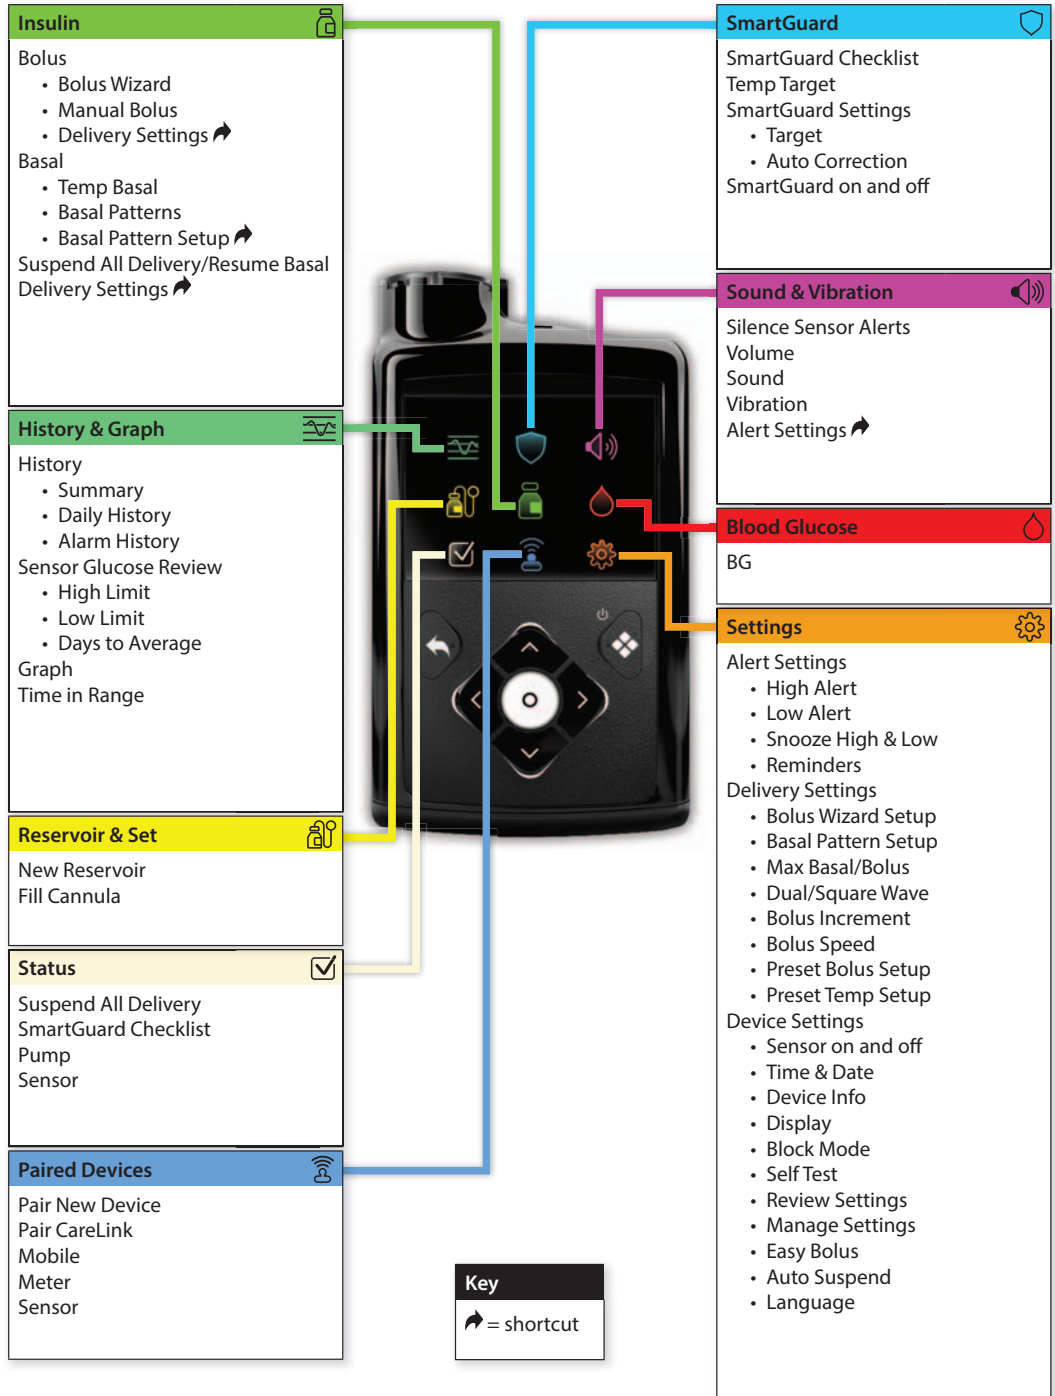 Insulin
Bolus
• Bolus Wizard
• Manual Bolus
• Delivery Settings
Basal
• Temp Basal
• Basal Patterns
• Basal Pattern Setup
Suspend All Delivery/Resume Basal
Delivery Settings
History & Graph
History
• Summary
• Daily History
• Alarm History
Sensor Glucose Review
• High Limit
• Low Limit
• Days to Average
Graph
Time in Range
Reservoir & Set
New Reservoir
Fill Cannula
Status
Suspend All Delivery
SmartGuard Checklist
Pump
Sensor
Paired Devices
Pair New Device
Pair CareLink
Mobile
Meter
Sensor
SmartGuard
SmartGuard Checklist
Temp Target
SmartGuard Settings
• Target
• Auto Correction
SmartGuard on and off
Sound & Vibration
Silence Sensor Alerts
Volume
Sound
Vibration
Alert Settings
Blood Glucose
BG
Settings
Alert Settings
• High Alert
• Low Alert
• Snooze High & Low
• Reminders
Delivery Settings
• Bolus Wizard Setup
• Basal Pattern Setup
• Max Basal/Bolus
• Dual/Square Wave
• Bolus Increment
• Bolus Speed
• Preset Bolus Setup
• Preset Temp Setup
Device Settings
• Sensor on and off
• Time & Date
• Device Info
• Display
• Block Mode
• Self Test
• Review Settings
• Manage Settings
• Easy Bolus
• Auto Suspend
• Language
Key
= shortcut